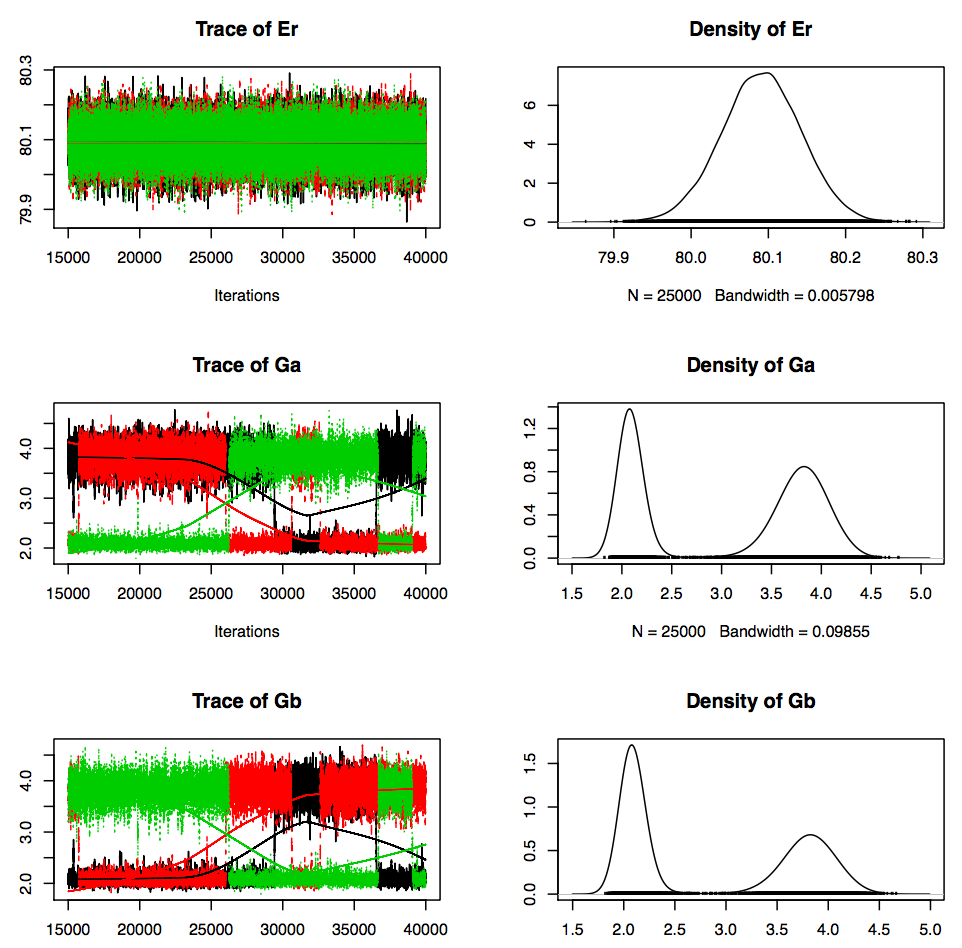 Trace of Er
79.9 80.1 80.3
15000 20000 25000 30000 35000 40000
Iterations
Density of Er
0 2 4 6
79.9 80.0 80.1 80.2 80.3
N = 25000 Bandwidth = 0.005798
Trace of Ga
2.0 3.0 4.0
15000 20000 25000 30000 35000 40000
Iterations
Density of Ga
0.0 0.4 0.8 1.2
1.5 2.0 2.5 3.0 3.5 4.0 4.5 5.0
N = 25000 Bandwidth = 0.09855
Trace of Gb
2.0 3.0 4.0
15000 20000 25000 30000 35000 40000
Density of Gb
0.0 0.5 1.0 1.5
1.5 2.0 2.5 3.0 3.5 4.0 4.5 5.0